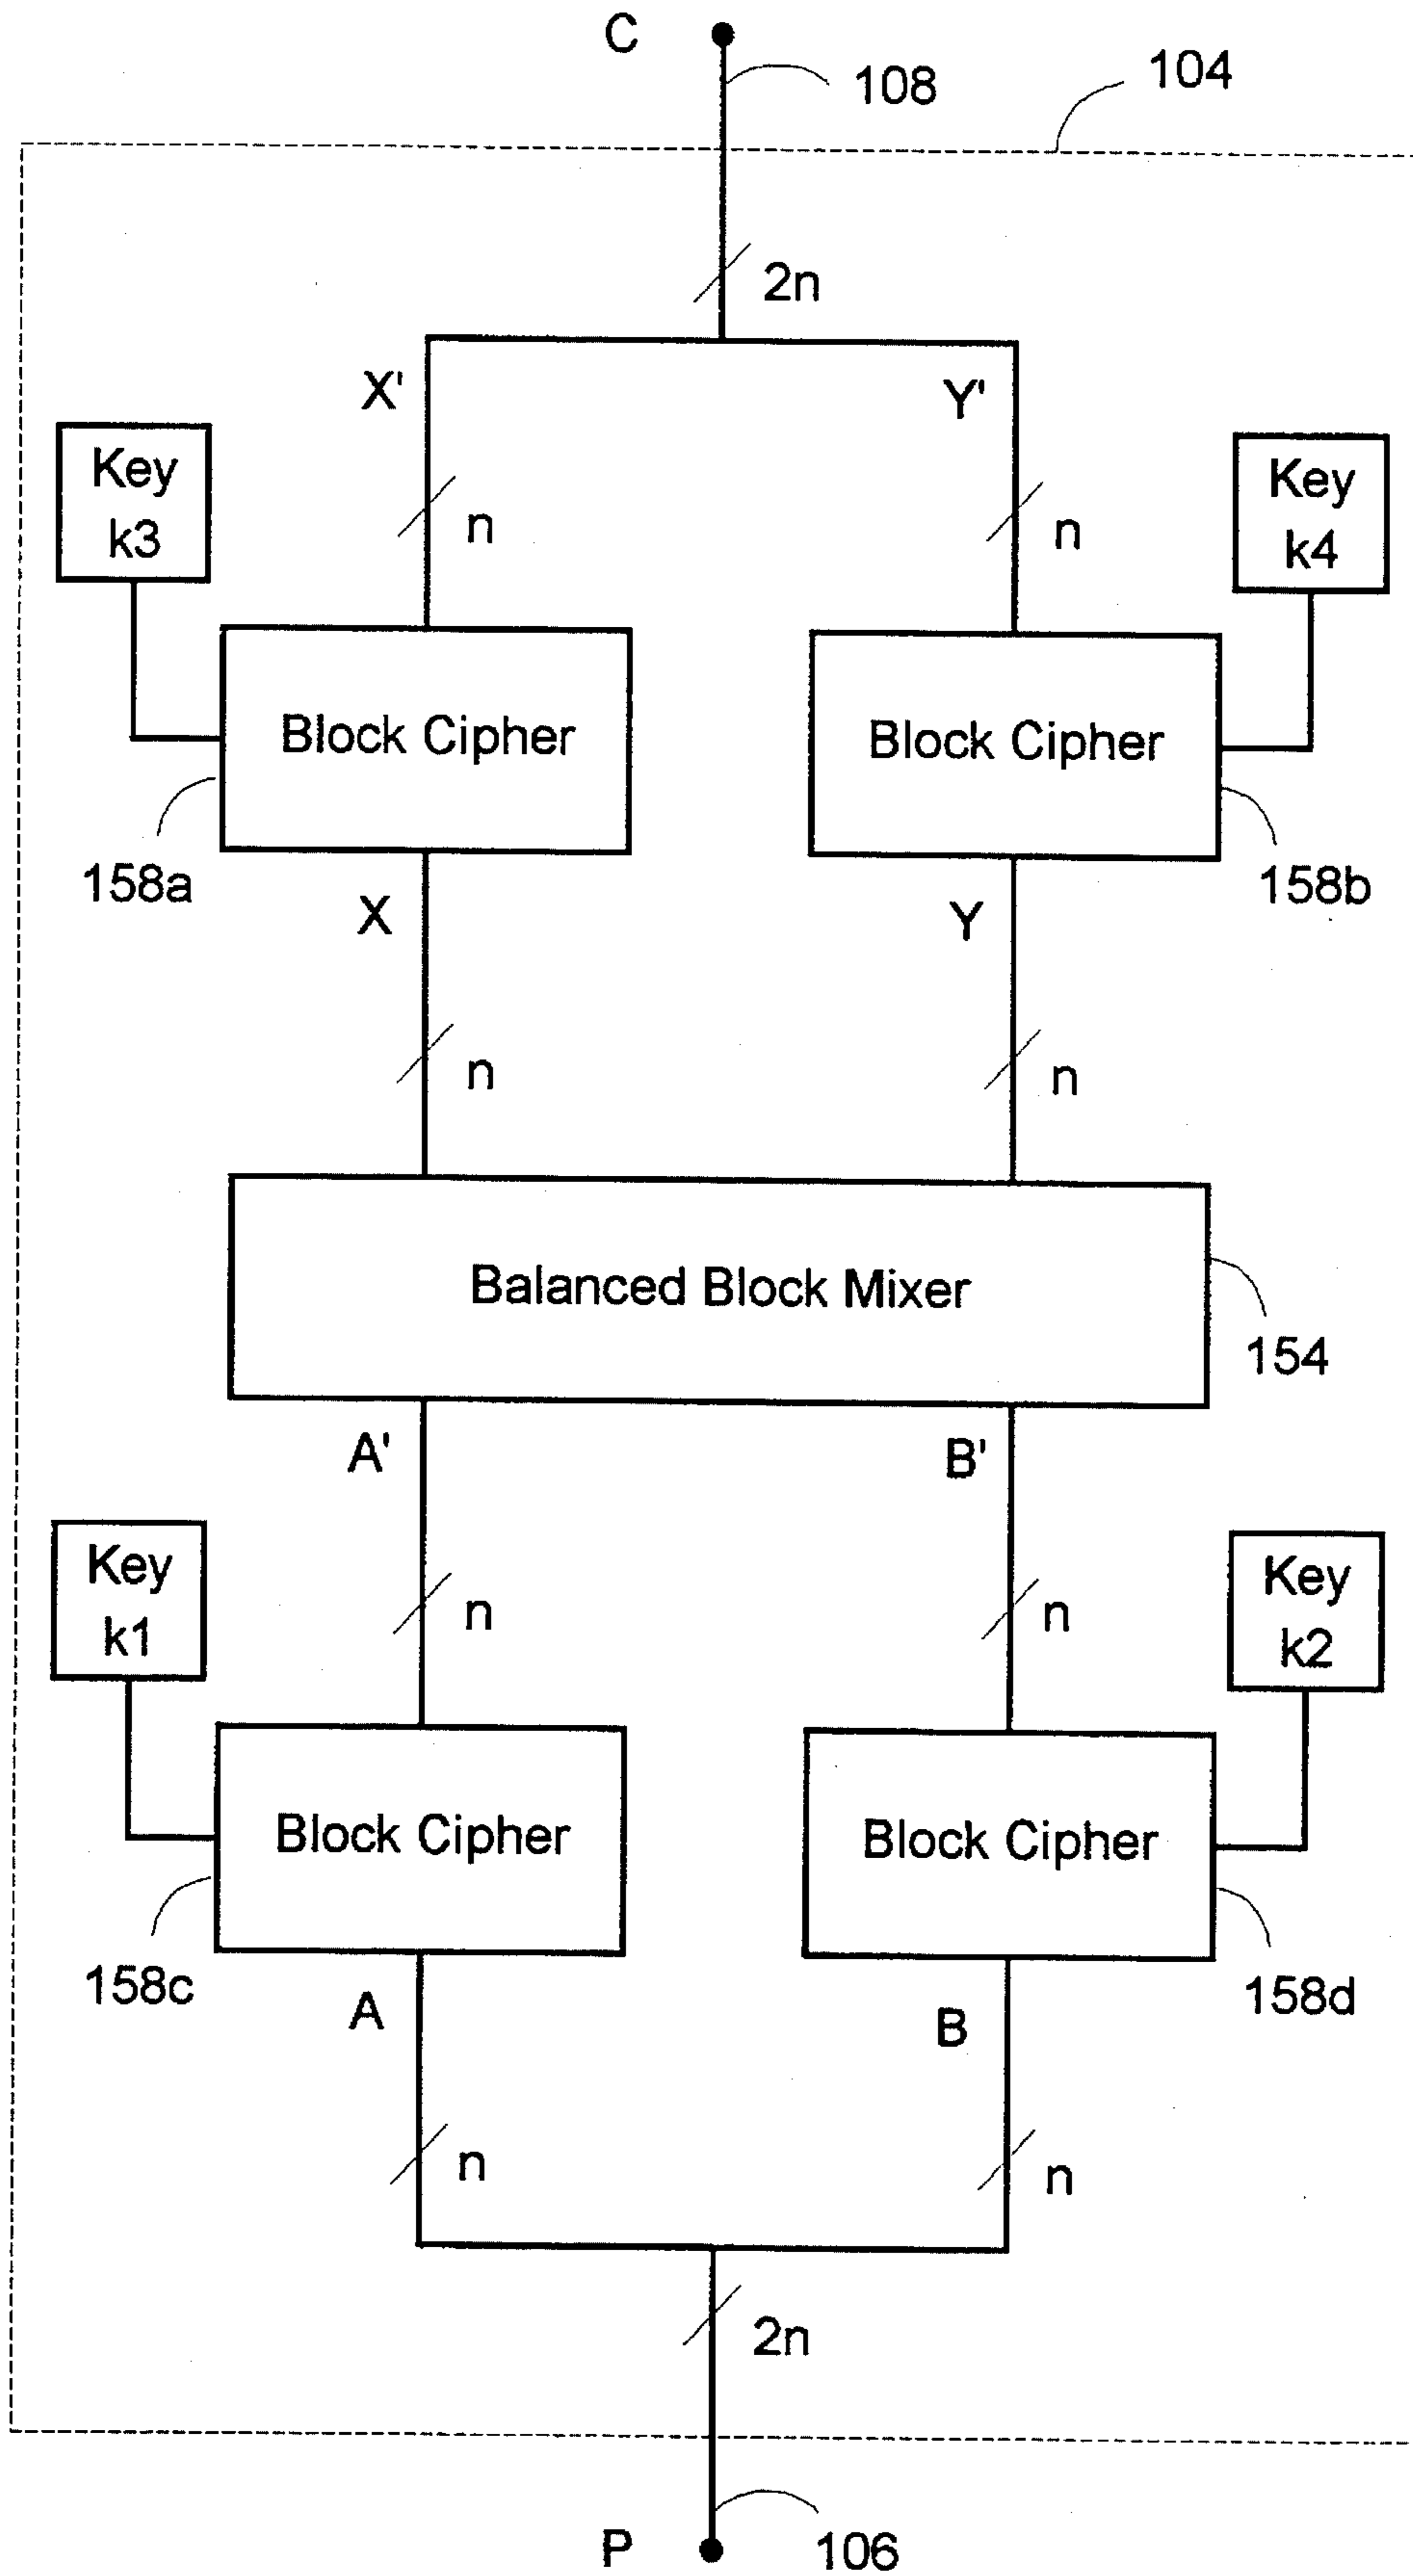 C
108
104
2n
X'
Y'
Key
k3
n
n
Key
k4
Block Cipher
Block Cipher
158a
158b
X
Y
n
n
Balanced Block Mixer
154
A'
B'
Key
k1
n
n
Key
k2
Block Cipher
Block Cipher
158c
158d
A
B
n
n
2n
P
106